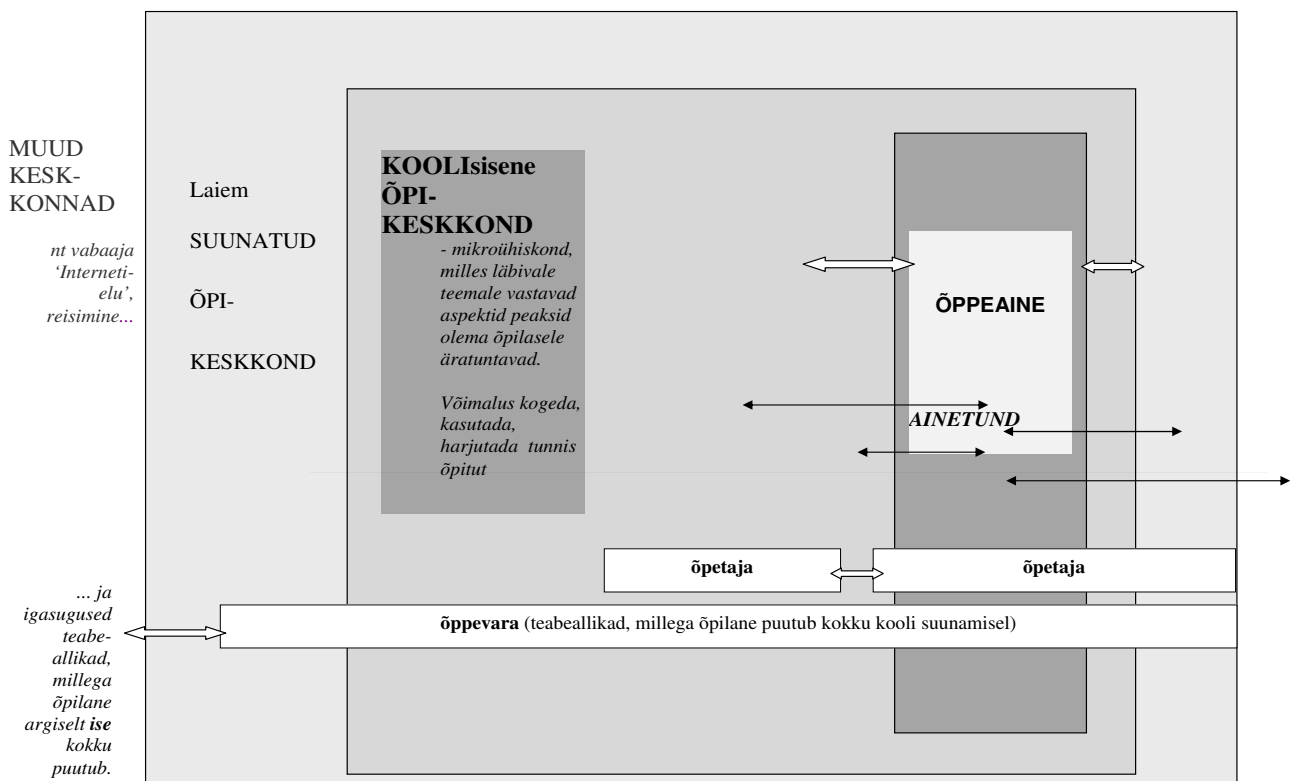 MUUD
KESK-
KONNAD
nt vabaaja
‘Interneti-
elu’,
reisimine...
... ja
igasugused
teabe-
allikad,
millega
õpilane
argiselt ise
kokku
puutub.
Laiem
SUUNATUD
ÕPI-
KESKKOND
KOOLIsisene
ÕPI-
KESKKOND
- mikroühiskond,
milles läbivale
teemale vastavad
aspektid peaksid
olema õpilasele
äratuntavad.
Võimalus kogeda,
kasutada,
harjutada tunnis
õpitut
ÕPPEAINE
AINETUND
õpetaja
õpetaja
õppevara (teabeallikad, millega õpilane puutub kokku kooli suunamisel)